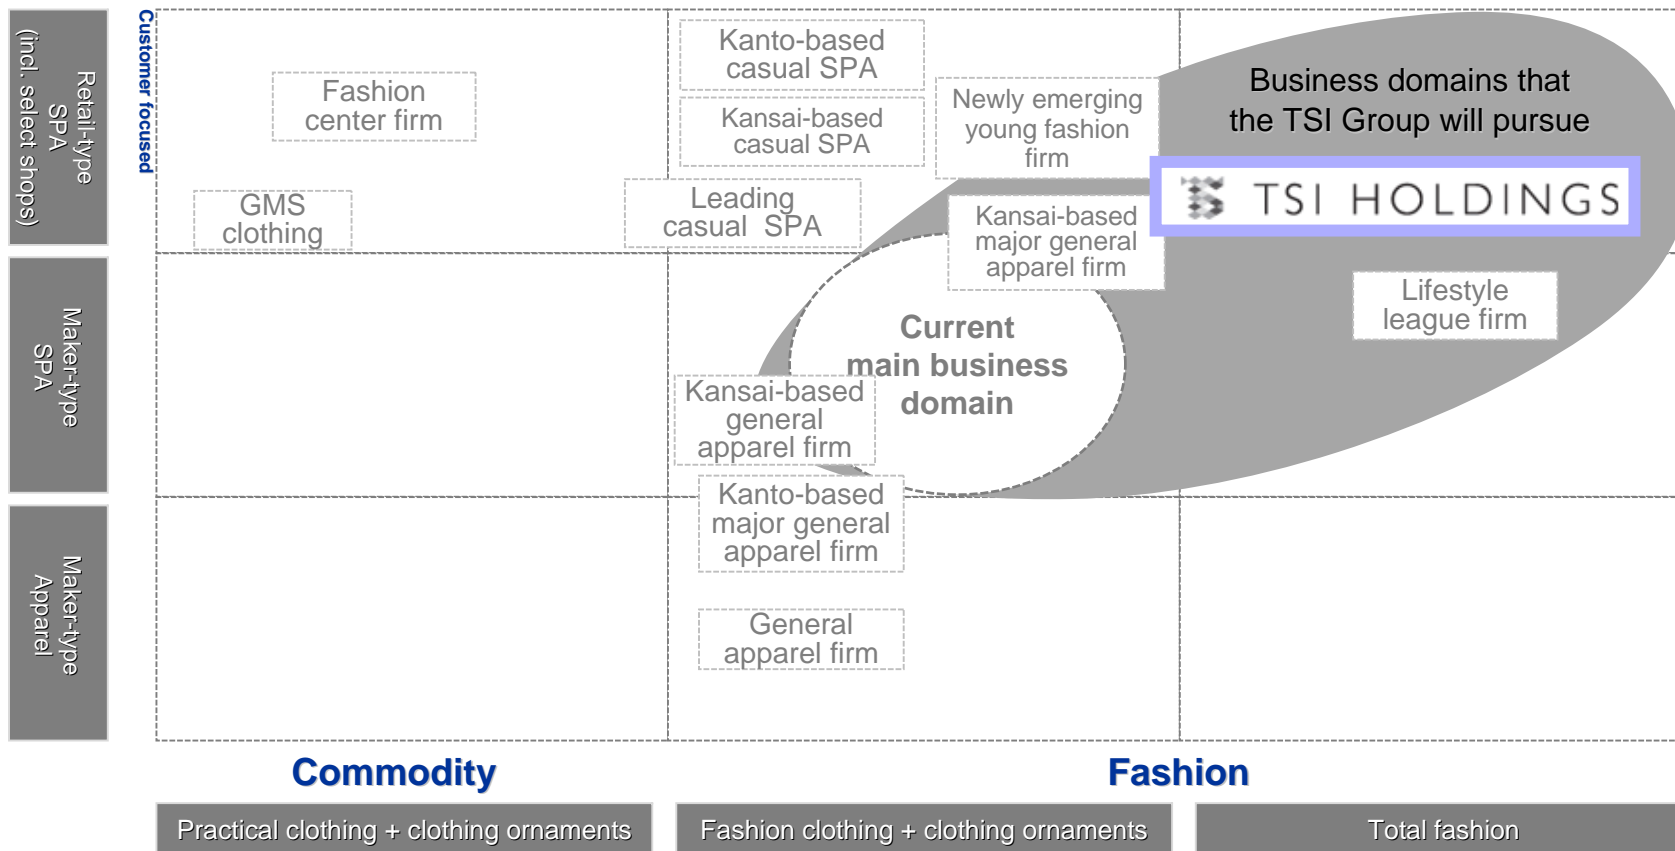 Retail-type
SPA
(incl. select shops)
Customer focused
Fashion
center firm
GMS
clothing
Kanto-based
casual SPA
Kansai-based
casual SPA
Leading
casual SPA
Newly emerging
young fashion
firm
Kansai-based
major general
apparel firm
Business domains that
the TSI Group will pursue
TSI HOLDINGS
Lifestyle
league firm
Maker-type
SPA
Current
main business
domain
Kansai-based
general
apparel firm
Kanto-based
major general
apparel firm
Maker-type
Apparel
General
apparel firm
Commodity
Fashion
Practical clothing + clothing ornaments
Fashion clothing + clothing ornaments
Total fashion